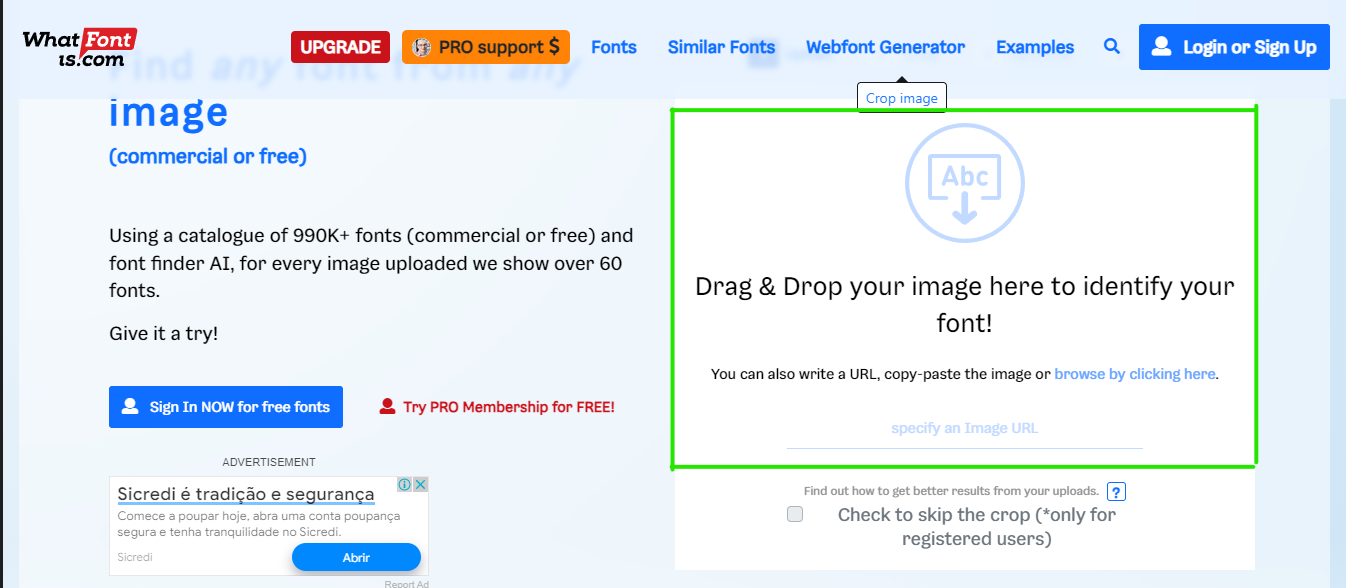 What Font
is.com
UPGRADE
PRO support $
Fonts
Similar Fonts
Webfont Generator
Examples
Login or Sign Up
Crop image
Find any font from any
image
(commercial or free)
Using a catalogue of 990K+ fonts (commercial or free) and
font finder AI, for every image uploaded we show over 60
fonts.
Give it a try!
Sign In NOW for free fonts
Try PRO Membership for FREE!
ADVERTISEMENT
Sicredi é tradição e segurança
Comece a poupar hoje, abra uma conta poupança
segura e tenha tranquilidade no Sicredi.
Sicredi
Abrir
Report Ad
Abc
Drag & Drop your image here to identify your
font!
You can also write a URL, copy-paste the image or browse by clicking here.
specify an Image URL
Find out how to get better results from your uploads. ?
Check to skip the crop (*only for
registered users)